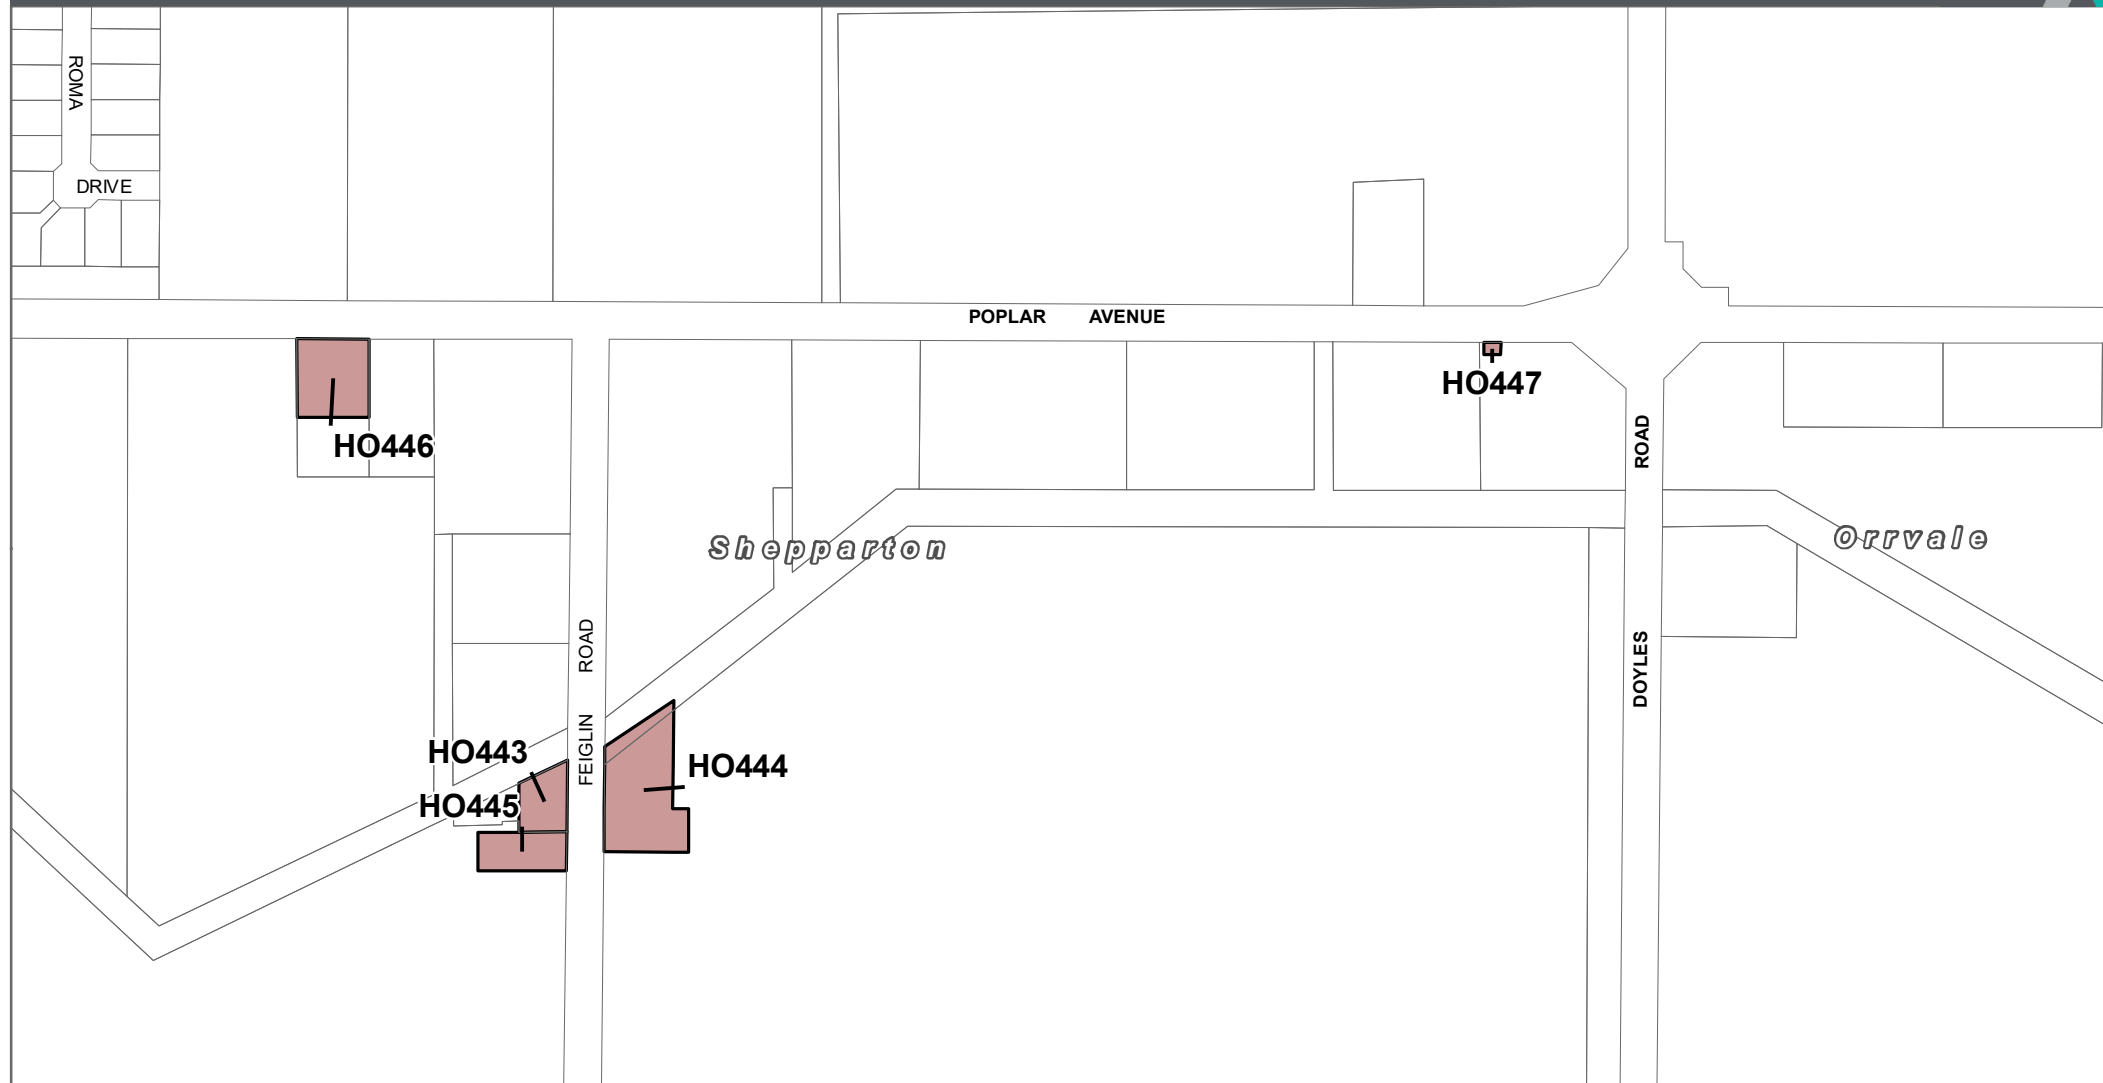 ROMA
DRIVE
POPLAR AVENUE
HO447
HO446
ROAD
Shepparton
Orrvale
ROAD
DOYLES
FEIGLIN
HO443
HO444
HO445